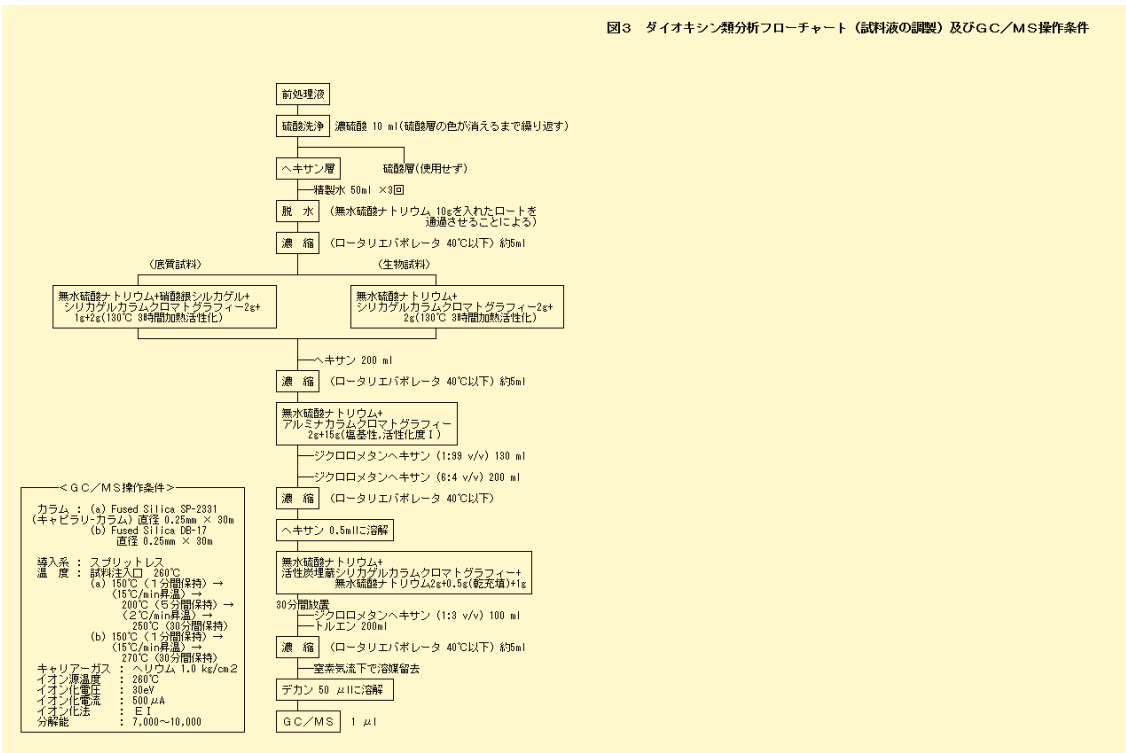 図3 ダイオキシン類分析フローチャート（試料液の調製）及びGC／MS操作条件
前処理液
硫酸洗浄 濃硫酸 10 ml(硫酸層の色が消えるまで繰り返す)
ヘキサン層 硫酸層(使用せず)
精製水 50ml ×3回
脱 水 (無水硫酸ナトリウム 10gを入れたロートを
通過させることによる)
濃 縮 (ロータリエバポレータ 40℃以下) 約5ml
(底質試料) (生物試料)
無水硫酸ナトリウム+硝酸銀シルカゲル+
シリカゲルカラムクロマトグラフィー2g+
1g+2g(130℃ 3時間加熱活性化)
無水硫酸ナトリウム+
シリカゲルカラムクロマトグラフィー2g+
2g(130℃ 3時間加熱活性化)
ヘキサン 200 ml
濃 縮 (ロータリエバポレータ 40℃以下) 約5ml
無水硫酸ナトリウム+
アルミナカラムクロマトグラフィー
2g+15g(塩基性,活性化度Ⅰ)
ジクロロメタンヘキサン (1:99 v/v) 130 ml
ジクロロメタンヘキサン (6:4 v/v) 200 ml
濃 縮 (ロータリエバポレータ 40℃以下)
ヘキサン 0.5mlに溶解
無水硫酸ナトリウム+
活性炭埋蔵シリカゲルカラムクロマトグラフィー+
無水硫酸ナトリウム2g+0.5g(乾充填)+1g
30分間放置
ジクロロメタンヘキサン (1:3 v/v) 100 ml
トルエン 200ml
濃 縮 (ロータリエバポレータ 40℃以下) 約5ml
窒素気流下で溶媒留去
デカン 50 μlに溶解
GC／MS 1 μl
＜GC／MS操作条件＞
カラム : (a) Fused Silica SP-2331
(キャピラリ-カラム) 直径 0.25mm × 30m
(b) Fused Silica DB-17
直径 0.25mm × 30m
導入系 : スプリットレス
温 度 : 試料注入口 260℃
(a) 150℃ (1分間保持) →
(15℃/min昇温) →
200℃ (5分間保持) →
(2℃/min昇温) →
250℃ (30分間保持)
(b) 150℃ (1分間保持) →
(15℃/min昇温) →
270℃ (30分間保持)
キャリアーガス : ヘリウム 1.0 kg/cm2
イオン源温度 : 260℃
イオン化電圧 : 30eV
イオン化電流 : 500μA
イオン化法 : EI
分解能 : 7,000～10,000